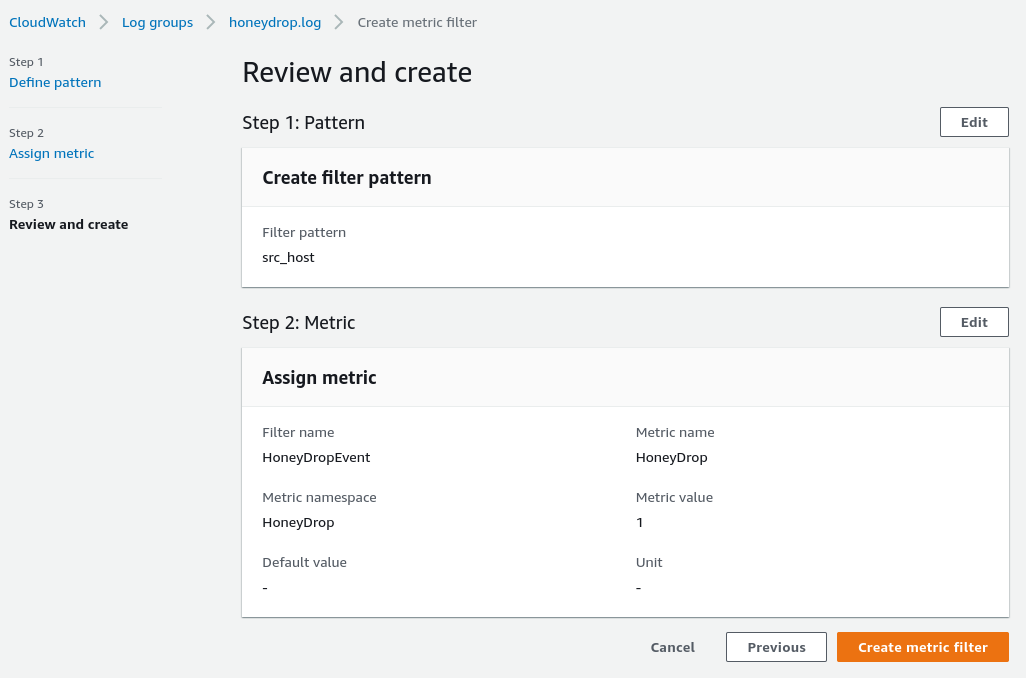 CloudWatch > Log groups > honeydrop.log > Create metric filter
Step 1
Define pattern
Step 2
Assign metric
Step 3
Review and create
Review and create
Step 1: Pattern
Edit
Create filter pattern
Filter pattern
src_host
Step 2: Metric
Edit
Assign metric
Filter name
HoneyDropEvent
Metric name
HoneyDrop
Metric namespace
HoneyDrop
Metric value
1
Default value
-
Unit
-
Cancel
Previous
Create metric filter